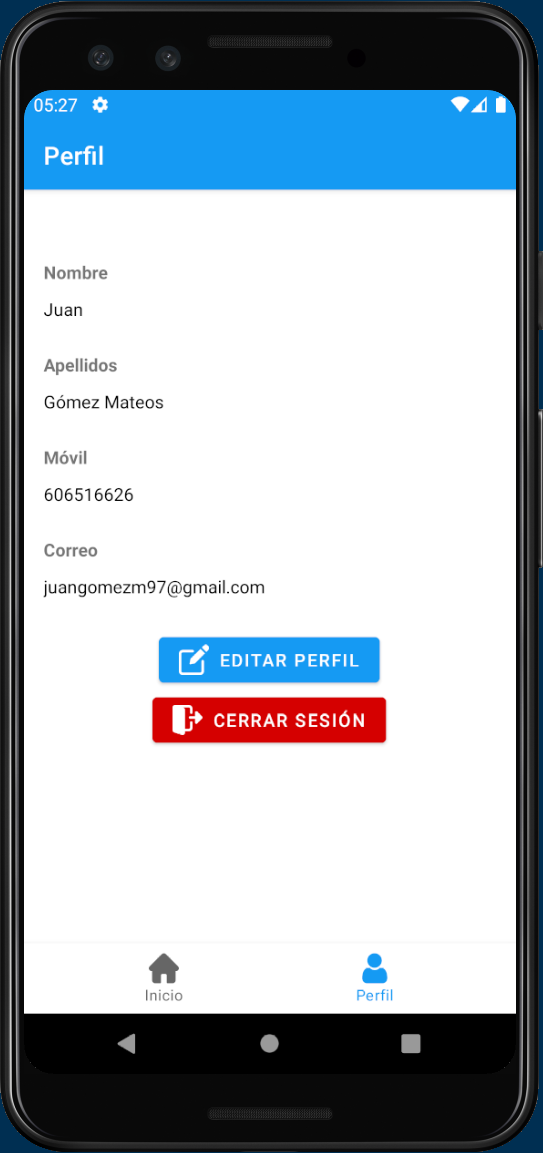 05:27
Perfil
Nombre
Juan
Apellidos
Gómez Mateos
Móvil
606516626
Correo
juangomezm97@gmail.com
EDITAR PERFIL
CERRAR SESIÓN
Inicio
Perfil